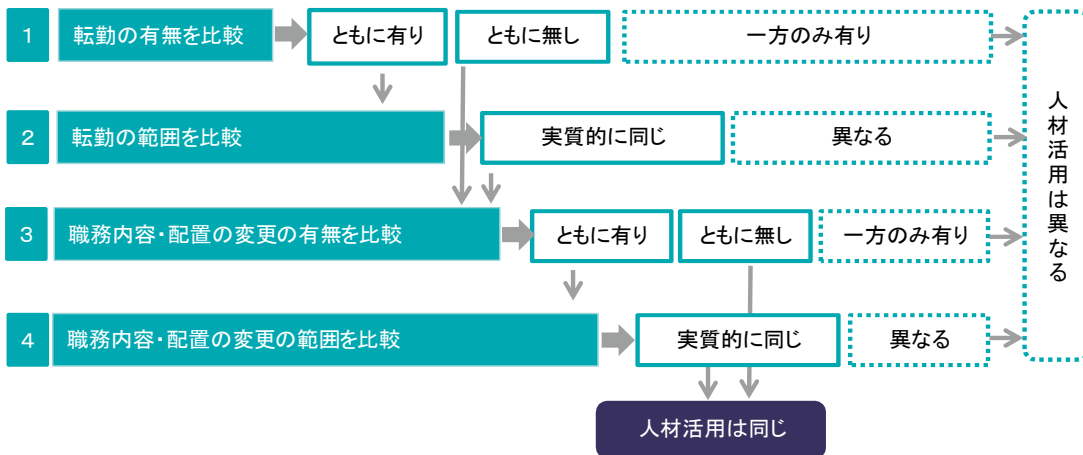 1 転勤の有無を比較 ともに有り ともに無し 一方のみ有り
2 転勤の範囲を比較 実質的に同じ 異なる
3 職務内容・配置の変更の有無を比較 ともに有り ともに無し 一方のみ有り
4 職務内容・配置の変更の範囲を比較 実質的に同じ 異なる
人材活用は異なる
人材活用は同じ